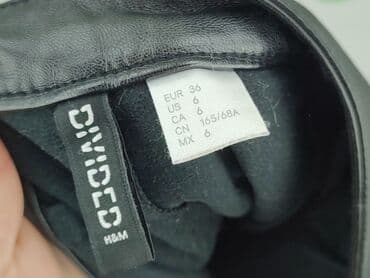 DIVIDED
H&M
EUR 36
US 6
CA 6
CN 165/68A
MX 6